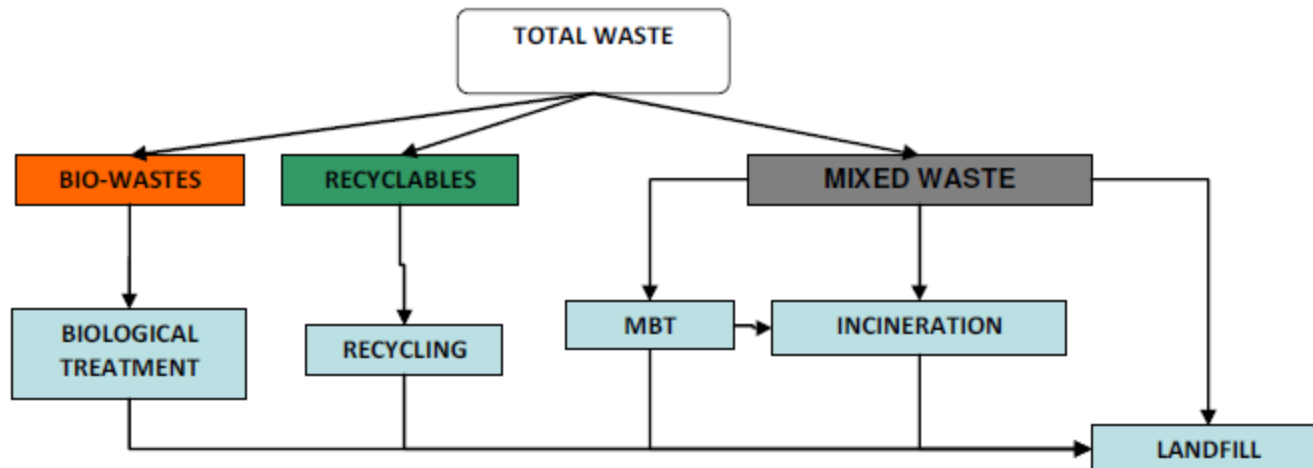 TOTAL WASTE
BIO-WASTES
RECYCLABLES
MIXED WASTE
BIOLOGICAL
TREATMENT
RECYCLING
MBT
INCINERATION
LANDFILL